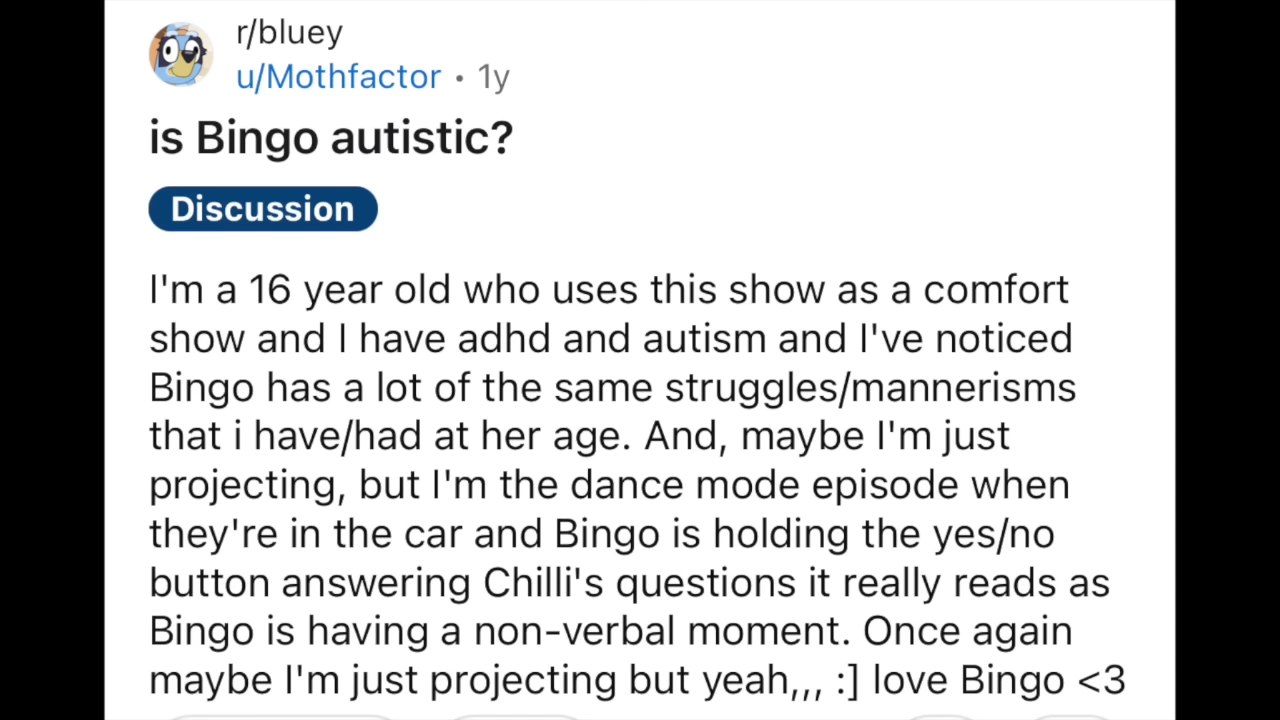 r/bluey
u/Mothfactor • 1y
is Bingo autistic?
Discussion
I'm a 16 year old who uses this show as a comfort
show and I have adhd and autism and I've noticed
Bingo has a lot of the same struggles/mannerisms
that i have/had at her age. And, maybe I'm just
projecting, but I'm the dance mode episode when
they're in the car and Bingo is holding the yes/no
button answering Chilli's questions it really reads as
Bingo is having a non-verbal moment. Once again
maybe I'm just projecting but yeah,,, :] love Bingo <3